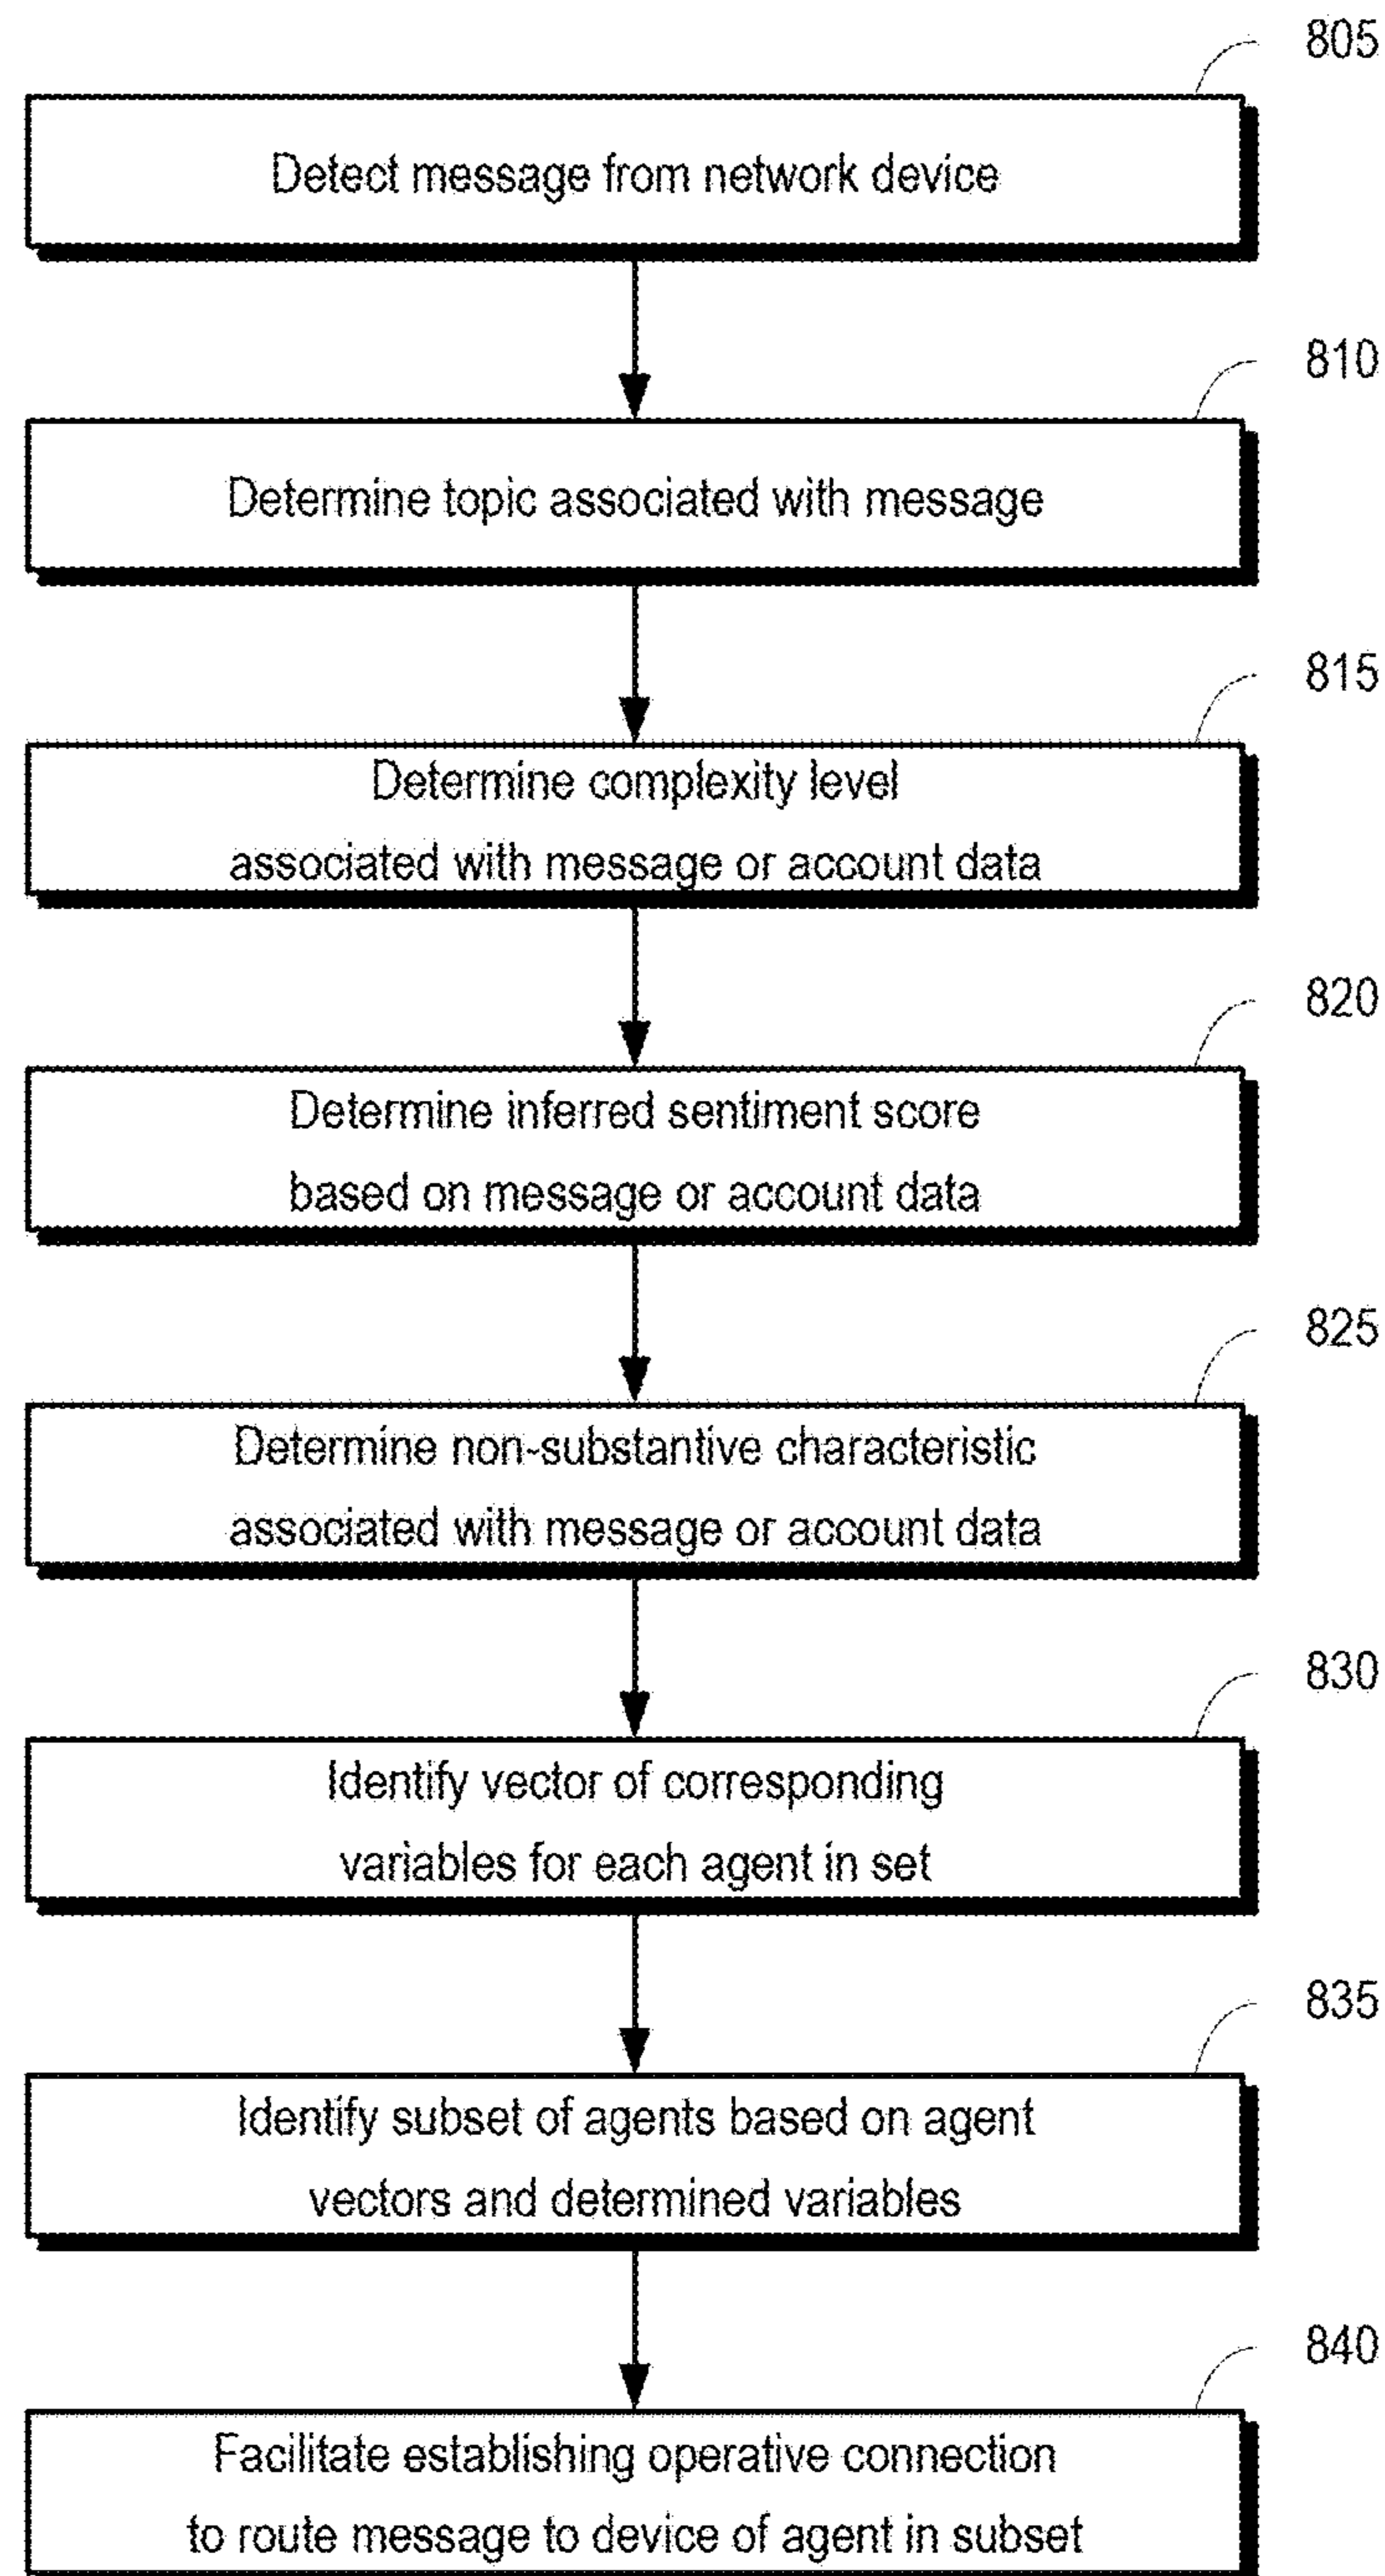 805
Detect message from network device
810
Determine topic associated with message
815
Determine complexity level
associated with message or account data
820
Determine inferred sentiment score
based on message or account data
825
Determine non-substantive characteristic
associated with message or account data
830
Identify vector of corresponding
variables for each agent in set
835
Identify subset of agents based on agent
vectors and determined variables
840
Facilitate establishing operative connection
to route message to device of agent in subset